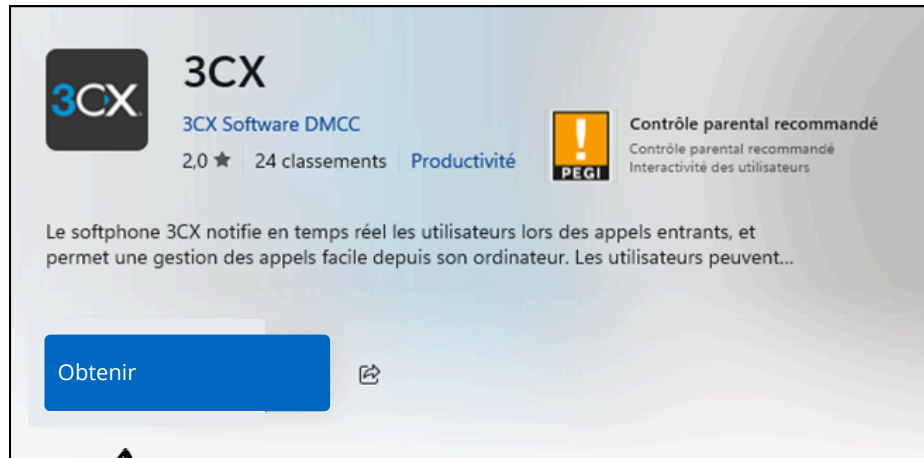 3CX
3CX
3CX Software DMCC
2,0 ★ 24 classements Productivité
!
PEGI
Contrôle parental recommandé
Contrôle parental recommandé
Interactivité des utilisateurs
Le softphone 3CX notifie en temps réel les utilisateurs lors des appels entrants, et
permet une gestion des appels facile depuis son ordinateur. Les utilisateurs peuvent...
Obtenir